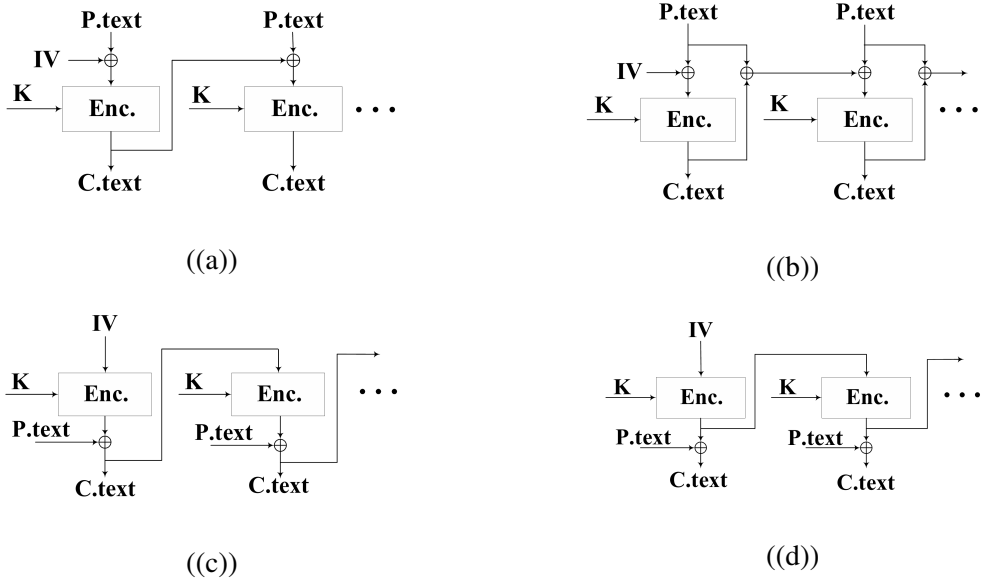 P.text P.text
IV
K Enc. K Enc. ...
C.text C.text
((a))
P.text P.text
IV
K Enc. K Enc. ...
C.text C.text
((b))
IV
K Enc. K Enc. ...
P.text P.text
C.text C.text
((c))
IV
K Enc. K Enc. ...
P.text P.text
C.text C.text
((d))